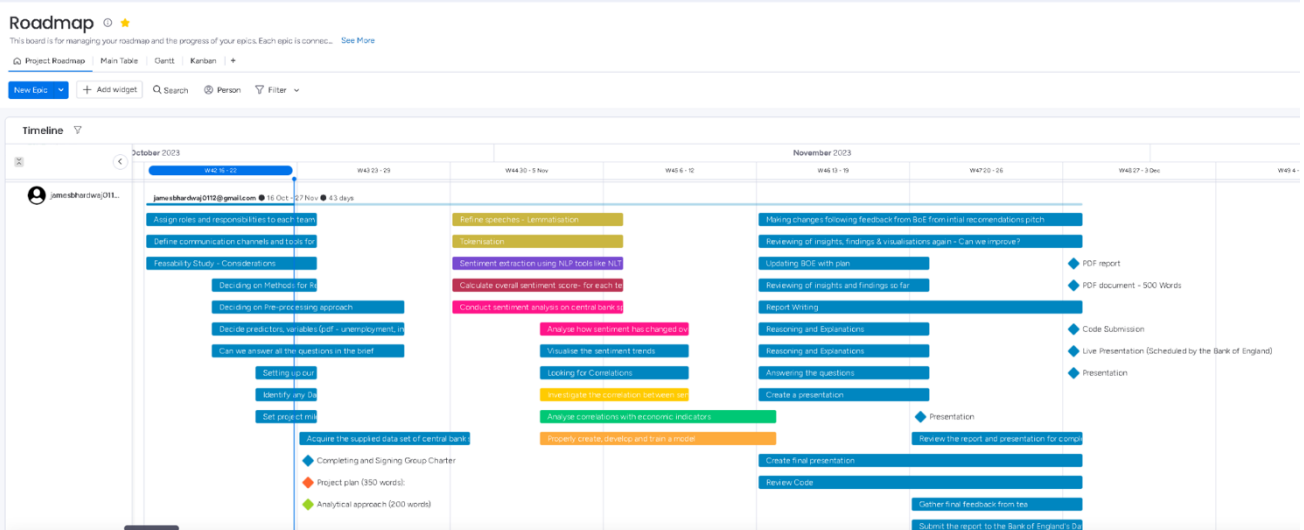 Roadmap
This board is for managing your roadmap and the progress of your epics. Each epic is connec... See More
Project Roadmap Main Table Gantt Kanban +
New Epic Add widget Search Person Filter
Timeline
October 2023 November 2023
W42 16 - 22 W43 23 - 29 W44 30 - 5 Nov W45 6 - 12 W46 13 - 19 W47 20 - 26 W45 27 - 3 Dec W49 4 -
jamesbhardwaj011...
jamesbhardwaj0112@gmail.com ● 16 Oct - 27 Nov ● 43 days
Assign roles and responsibilities to each team Refine speeches - Lemmatisation Making changes following feedback from BoE from intial recomendations pitch
Define communication channels and tools for Tokenisation Reviewing of insights, findings & visualisations again - Can we improve?
Feasability Study - Considerations Sentiment extraction using NLP tools like NLT Updating BOE with plan PDF report
Deciding on Methods for Re Calculate overall sentiment score- for each te Reviewing of insights and findings so far PDF document - 500 Words
Deciding on Pre-processing approach Conduct sentiment analysis on central bank sp Report Writing
Decide predictors, variables (pdf - unemployment, in Analyse how sentiment has changed ov Reasoning and Explanations Code Submission
Can we answer all the questions in the brief Visualise the sentiment trends Reasoning and Explanations Live Presentation (Scheduled by the Bank of England)
Setting up our Looking for Correlations Answering the questions Presentation
Identify any Da Investigate the correlation between sen Create a presentation
Set project mile Analyse correlations with economic indicators Presentation
Acquire the supplied data set of central bank s Properly create, develop and train a model Review the report and presentation for comple
Completing and Signing Group Charter Create final presentation
Project plan (350 words): Review Code
Analytical approach (200 words) Gather final feedback from tea
Submit the report to the Bank of England's Da